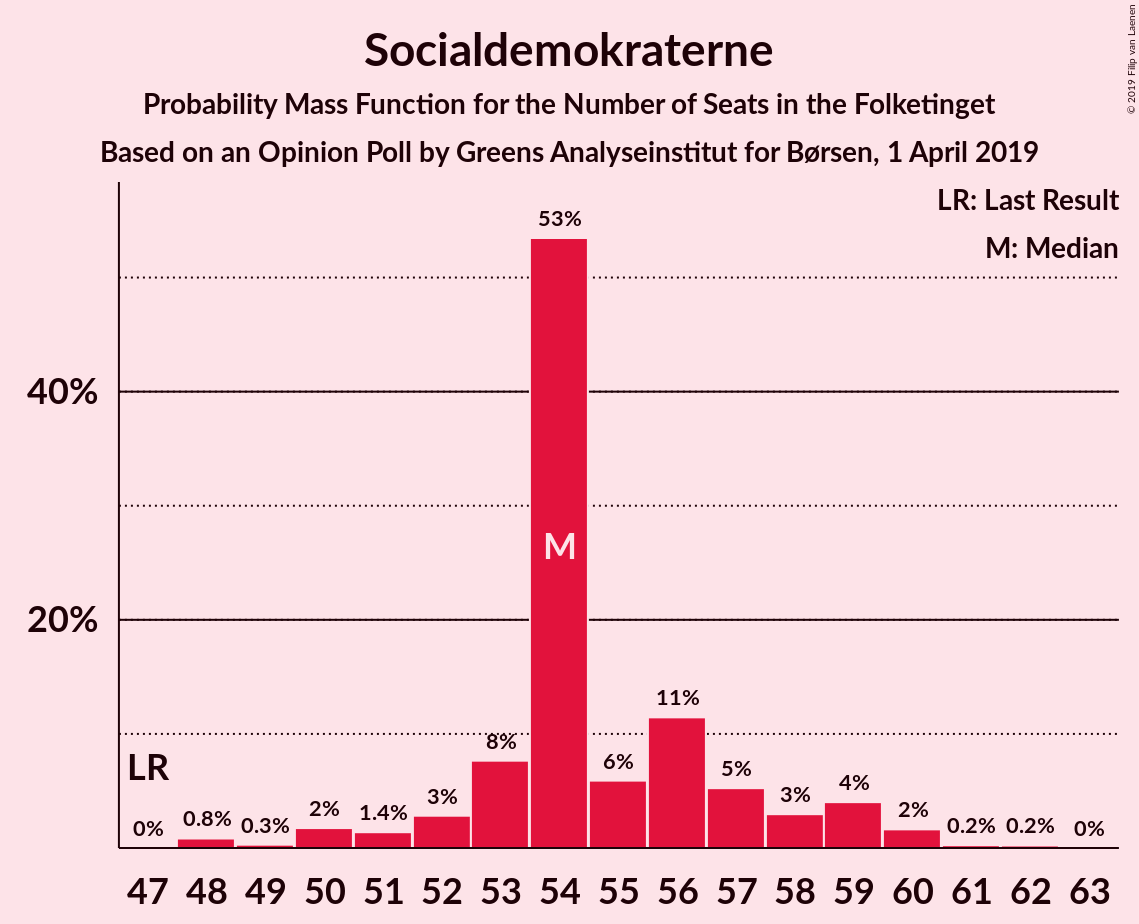 Socialdemokraterne
Probability Mass Function for the Number of Seats in the Folketinget
Based on an Opinion Poll by Greens Analyseinstitut for Børsen, 1 April 2019
© 2019 Filip van Laenen
LR: Last Result
M: Median
53%
40%
M
20%
11%
8%
LR
6%
5%
4%
3%
3%
2%
2%
1.4%
0.8%
0.3%
0.2%
0.2%
0%
0%
47 48 49 50 51 52 53 54 55 56 57 58 59 60 61 62 63